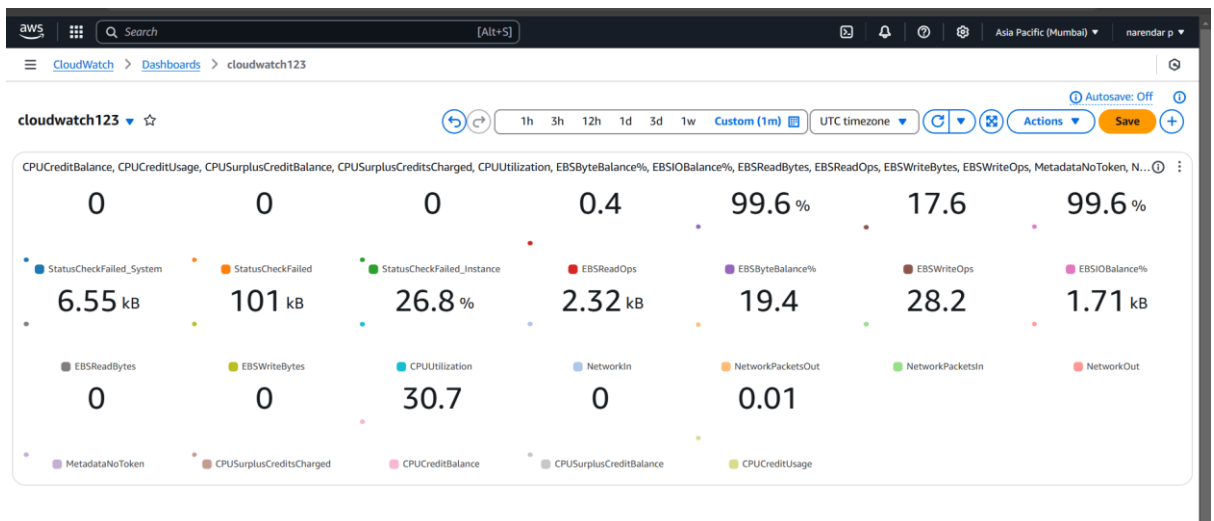 aws Search [Alt+S] Asia Pacific (Mumbai) ▼ narendar p ▼
CloudWatch > Dashboards > cloudwatch123
Autosave: Off
cloudwatch123 ▼ 1h 3h 12h 1d 3d 1w Custom (1m) UTC timezone ▼ Actions ▼ Save +
CPUCreditBalance, CPUCreditUsage, CPUSurplusCreditBalance, CPUSurplusCreditsCharged, CPUUtilization, EBSByteBalance%, EBSIOBalance%, EBSReadBytes, EBSReadOps, EBSWriteBytes, EBSWriteOps, MetadataNoToken, N...
0 0 0 0.4 99.6 % 17.6 99.6 %
StatusCheckFailed_System StatusCheckFailed StatusCheckFailed_Instance EBSReadOps EBSByteBalance% EBSWriteOps EBSIOBalance%
6.55 kB 101 kB 26.8 % 2.32 kB 19.4 28.2 1.71 kB
EBSReadBytes EBSWriteBytes CPUUtilization NetworkIn NetworkPacketsOut NetworkPacketsIn NetworkOut
0 0 30.7 0 0.01
MetadataNoToken CPUSurplusCreditsCharged CPUCreditBalance CPUSurplusCreditBalance CPUCreditUsage